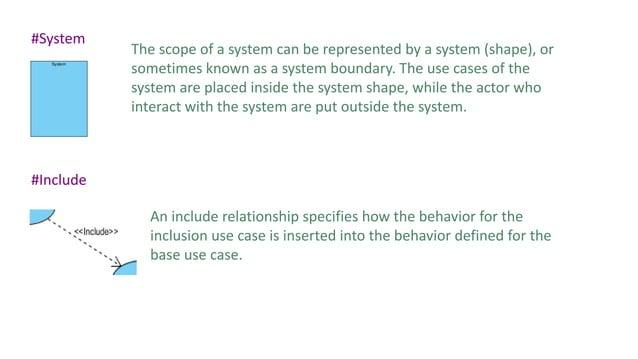 #System
System
The scope of a system can be represented by a system (shape), or
sometimes known as a system boundary. The use cases of the
system are placed inside the system shape, while the actor who
interact with the system are put outside the system.
#Include
<<Include>>
An include relationship specifies how the behavior for the
inclusion use case is inserted into the behavior defined for the
base use case.